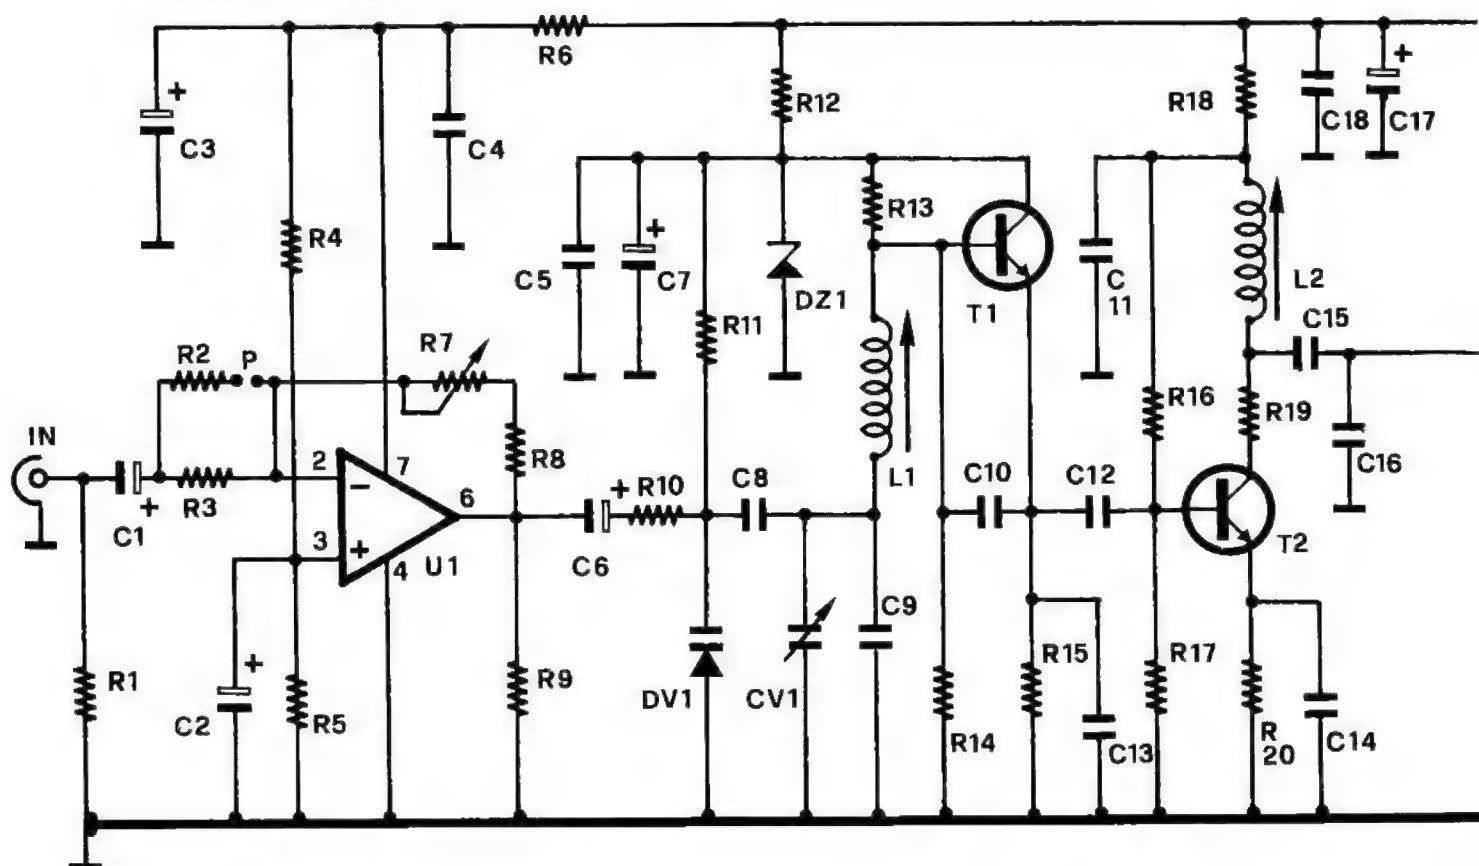 R6
R12
R18
C18
C17
C3
C4
R4
R13
C5
C7
DZ1
T1
C
11
L2
R11
C15
R2
P
R7
R16
R19
IN
R8
L1
C16
C1
+
R3
2
7
-
6
+
R10
C8
C10
C12
T2
3
+
4
U1
C6
C9
R1
C2
+
R5
R9
DV1
CV1
R14
R15
C13
R17
R
20
C14
+
+
+